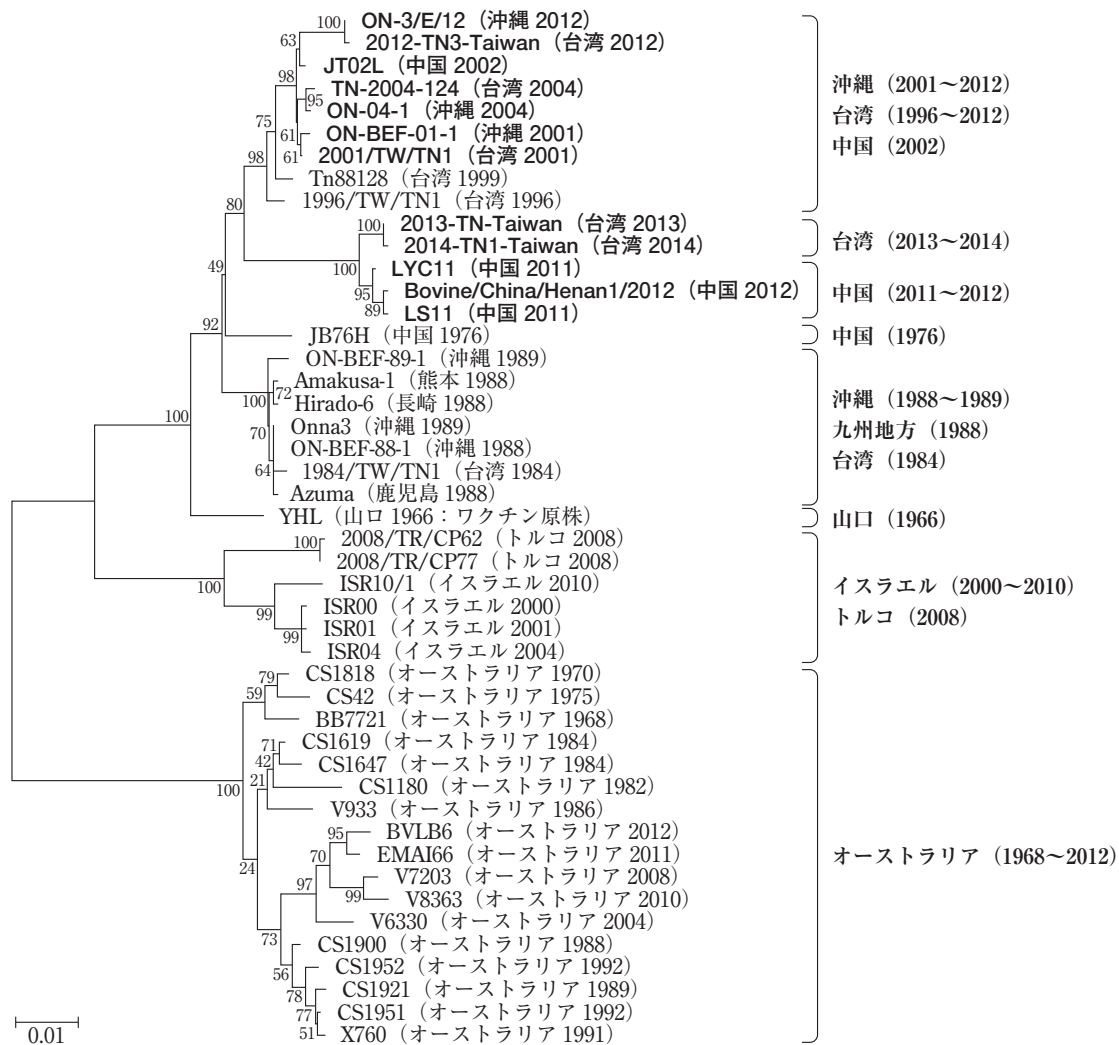 ON-3/E/12（沖縄 2012）
2012-TN3-Taiwan（台湾 2012）
JT02L（中国 2002）
TN-2004-124（台湾 2004）
ON-04-1（沖縄 2004）
ON-BEF-01-1（沖縄 2001）
2001/TW/TN1（台湾 2001）
Tn88128（台湾 1999）
1996/TW/TN1（台湾 1996）
沖縄（2001〜2012）
台湾（1996〜2012）
中国（2002）
2013-TN-Taiwan（台湾 2013）
2014-TN1-Taiwan（台湾 2014）
台湾（2013〜2014）
LYC11（中国 2011）
Bovine/China/Henan1/2012（中国 2012）
LS11（中国 2011）
中国（2011〜2012）
JB76H（中国 1976）
中国（1976）
ON-BEF-89-1（沖縄 1989）
Amakusa-1（熊本 1988）
Hirado-6（長崎 1988）
Onna3（沖縄 1989）
ON-BEF-88-1（沖縄 1988）
1984/TW/TN1（台湾 1984）
Azuma（鹿児島 1988）
沖縄（1988〜1989）
九州地方（1988）
台湾（1984）
YHL（山口 1966：ワクチン原株）
山口（1966）
2008/TR/CP62（トルコ 2008）
2008/TR/CP77（トルコ 2008）
ISR10/1（イスラエル 2010）
ISR00（イスラエル 2000）
ISR01（イスラエル 2001）
ISR04（イスラエル 2004）
イスラエル（2000〜2010）
トルコ（2008）
CS1818（オーストラリア 1970）
CS42（オーストラリア 1975）
BB7721（オーストラリア 1968）
CS1619（オーストラリア 1984）
CS1647（オーストラリア 1984）
CS1180（オーストラリア 1982）
V933（オーストラリア 1986）
BVLB6（オーストラリア 2012）
EMAI66（オーストラリア 2011）
V7203（オーストラリア 2008）
V8363（オーストラリア 2010）
V6330（オーストラリア 2004）
CS1900（オーストラリア 1988）
CS1952（オーストラリア 1992）
CS1921（オーストラリア 1989）
CS1951（オーストラリア 1992）
X760（オーストラリア 1991）
オーストラリア（1968〜2012）
100
63
98
95
75
61
61
98
80
100
100
95
89
49
92
72
100
70
64
100
100
100
99
99
79
59
71
42
21
100
24
95
70
97
99
73
56
78
77
51
0.01